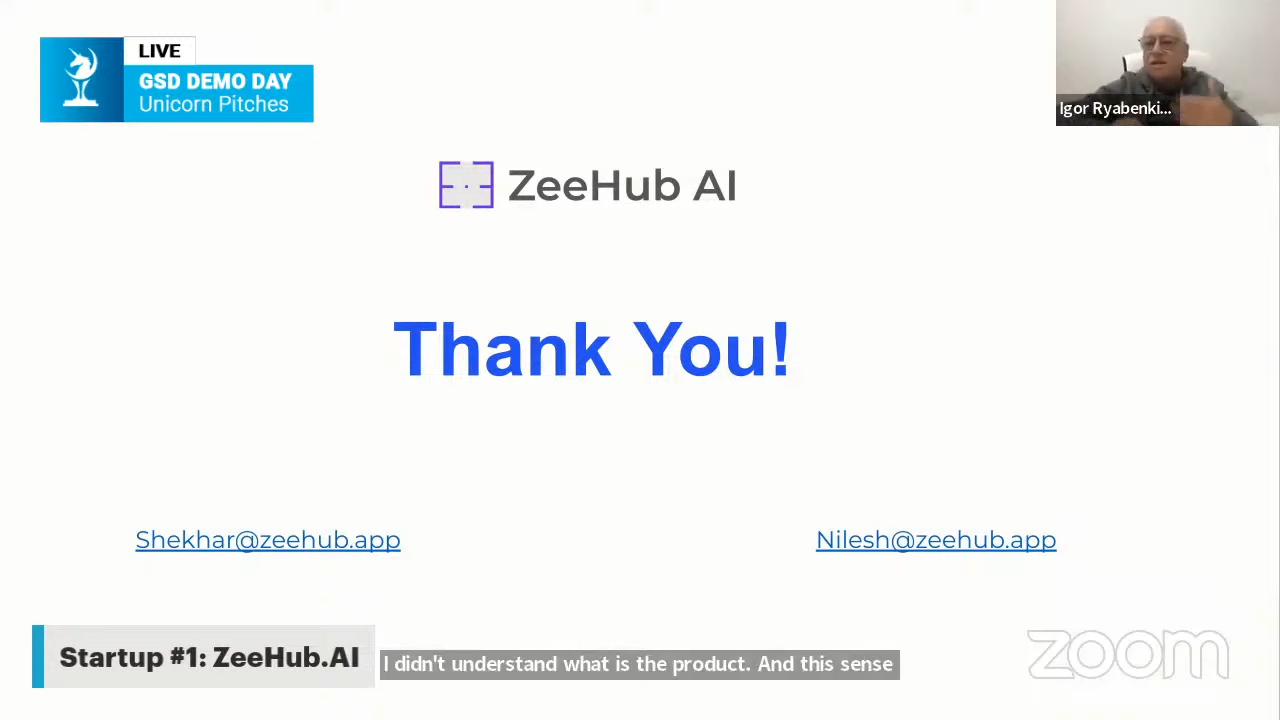 LIVE
GSD DEMO DAY
Unicorn Pitches
Igor Ryabenki...
ZeeHub AI
Thank You!
Shekhar@zeehub.app
Nilesh@zeehub.app
Startup #1: ZeeHub.AI
I didn't understand what is the product. And this sense
zoom